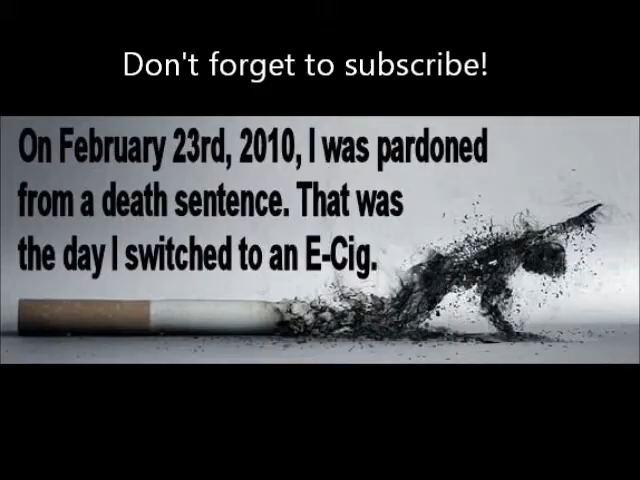 Don't forget to subscribe!
On February 23rd, 2010, I was pardoned
from a death sentence. That was
the day I switched to an E-Cig.